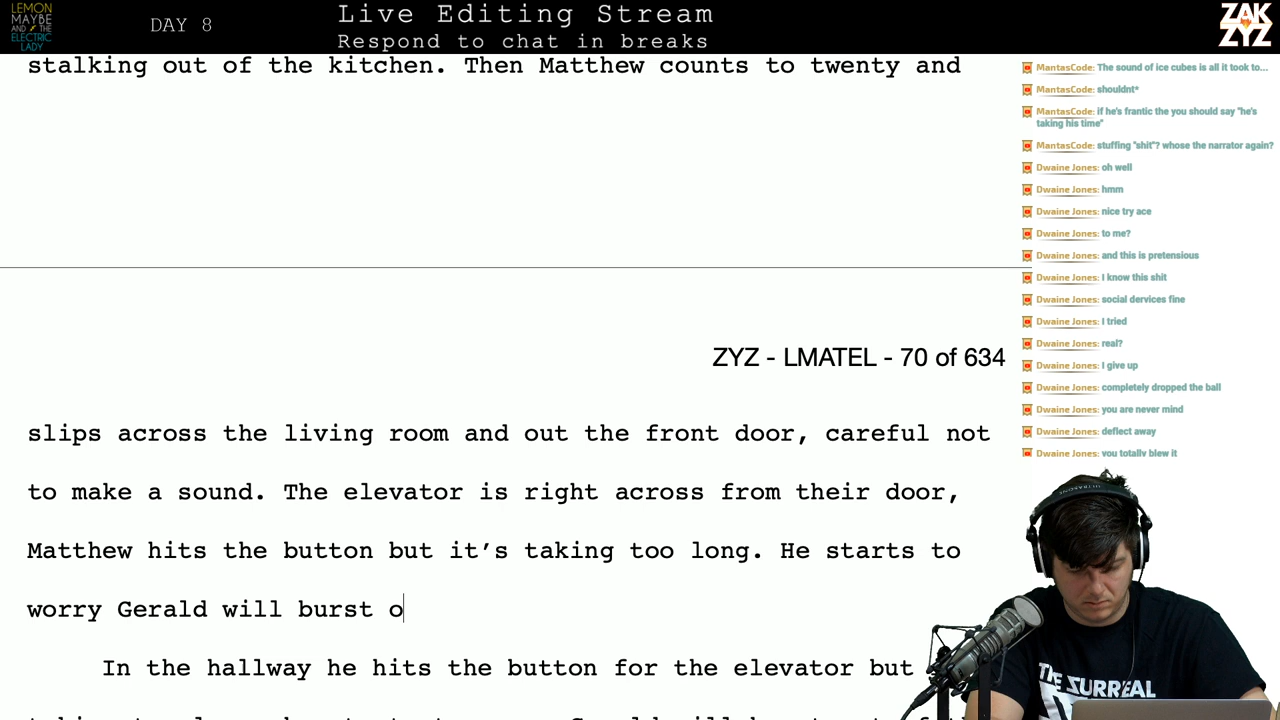 LEMON
MAYBE
AND THE
ELECTRIC
LADY
DAY 8
Live Editing Stream
Respond to chat in breaks
ZAK
ZYZ
stalking out of the kitchen. Then Matthew counts to twenty and
ZYZ - LMATEL - 70 of 634
slips across the living room and out the front door, careful not
to make a sound. The elevator is right across from their door,
Matthew hits the button but it’s taking too long. He starts to
worry Gerald will burst o
In the hallway he hits the button for the elevator but
MantasCode: The sound of ice cubes is all it took to...
MantasCode: shouldnt*
MantasCode: if he's frantic the you should say "he's
taking his time"
MantasCode: stuffing "shit"? whose the narrator again?
Dwaine Jones: oh well
Dwaine Jones: hmm
Dwaine Jones: nice try ace
Dwaine Jones: to me?
Dwaine Jones: and this is pretensious
Dwaine Jones: I know this shit
Dwaine Jones: social dervices fine
Dwaine Jones: I tried
Dwaine Jones: real?
Dwaine Jones: I give up
Dwaine Jones: completely dropped the ball
Dwaine Jones: you are never mind
Dwaine Jones: deflect away
Dwaine Jones: you totally blew it
THE SURREAL